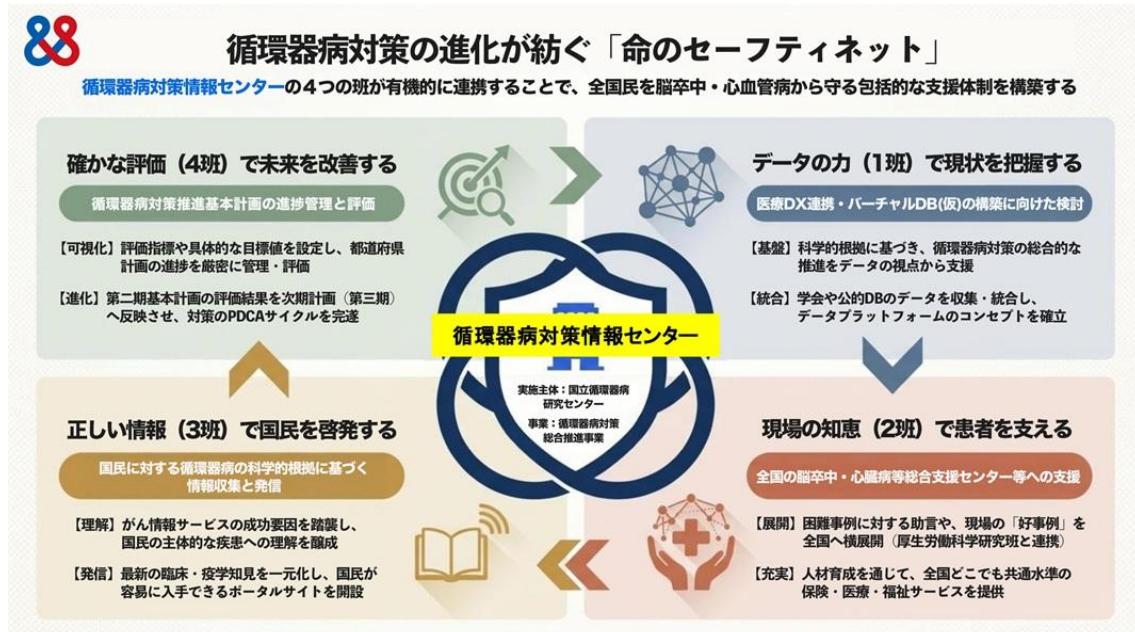 循環器病対策の進化が紡ぐ「命のセーフティネット」
循環器病対策情報センターの4つの班が有機的に連携することで、全国民を脳卒中・心血管病から守る包括的な支援体制を構築する
確かな評価（4班）で未来を改善する
循環器病対策推進基本計画の進捗管理と評価
【可視化】評価指標や具体的な目標値を設定し、都道府県
計画の進捗を厳密に管理・評価
【進化】第二期基本計画の評価結果を次期計画（第三期）
へ反映させ、対策のPDCAサイクルを完遂
データの力（1班）で現状を把握する
医療DX連携・バーチャルDB(仮)の構築に向けた検討
【基盤】科学的根拠に基づき、循環器病対策の総合的な
推進をデータの視点から支援
【統合】学会や公的DBのデータを収集・統合し、
データプラットフォームのコンセプトを確立
循環器病対策情報センター
実施主体：国立循環器病
研究センター
事業：循環器病対策
総合推進事業
正しい情報（3班）で国民を啓発する
国民に対する循環器病の科学的根拠に基づく
情報収集と発信
【理解】がん情報サービスの成功要因を踏襲し、
国民の主体的な疾患への理解を醸成
【発信】最新の臨床・疫学知見を一元化し、国民が
容易に入手できるポータルサイトを開設
現場の知恵（2班）で患者を支える
全国の脳卒中・心臓病等総合支援センター等への支援
【展開】困難事例に対する助言や、現場の「好事例」を
全国へ横展開（厚生労働科学研究班と連携）
【充実】人材育成を通じて、全国どこでも共通水準の
保険・医療・福祉サービスを提供